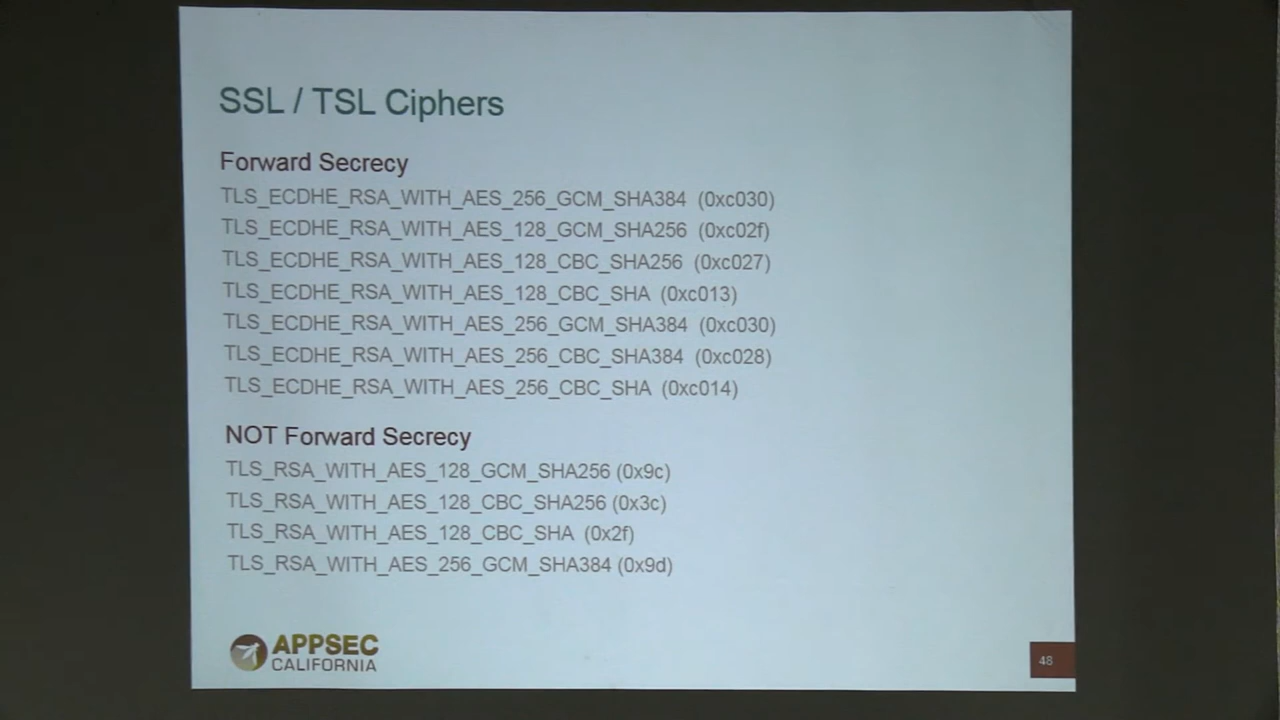 SSL / TSL Ciphers
Forward Secrecy
TLS_ECDHE_RSA_WITH_AES_256_GCM_SHA384 (0xc030)
TLS_ECDHE_RSA_WITH_AES_128_GCM_SHA256 (0xc02f)
TLS_ECDHE_RSA_WITH_AES_128_CBC_SHA256 (0xc027)
TLS_ECDHE_RSA_WITH_AES_128_CBC_SHA (0xc013)
TLS_ECDHE_RSA_WITH_AES_256_GCM_SHA384 (0xc030)
TLS_ECDHE_RSA_WITH_AES_256_CBC_SHA384 (0xc028)
TLS_ECDHE_RSA_WITH_AES_256_CBC_SHA (0xc014)
NOT Forward Secrecy
TLS_RSA_WITH_AES_128_GCM_SHA256 (0x9c)
TLS_RSA_WITH_AES_128_CBC_SHA256 (0x3c)
TLS_RSA_WITH_AES_128_CBC_SHA (0x2f)
TLS_RSA_WITH_AES_256_GCM_SHA384 (0x9d)
APPSEC
CALIFORNIA
48